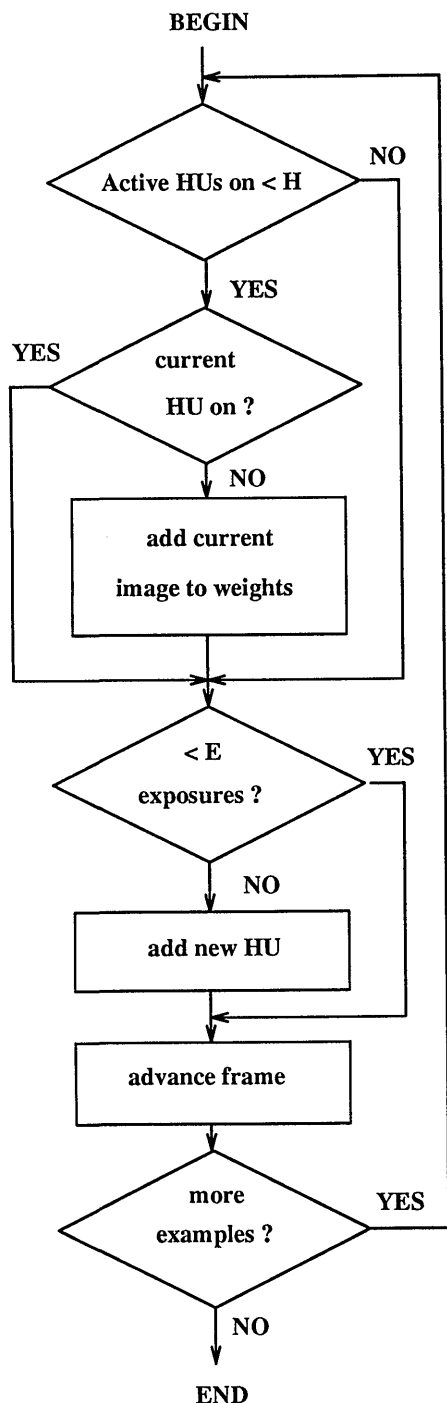 BEGIN
NO
Active HUs on < H
YES
YES
current
HU on ?
NO
add current
image to weights
< E
YES
exposures ?
NO
add new HU
advance frame
more
YES
examples ?
NO
END